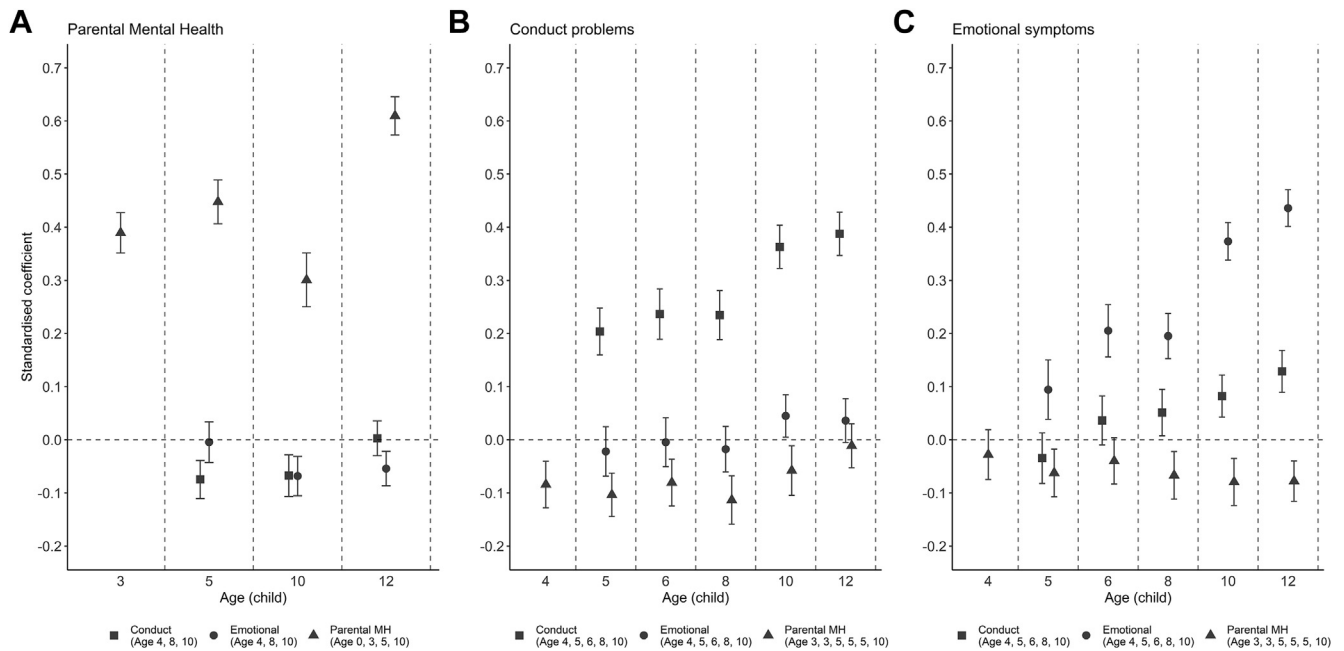 A
Parental Mental Health
Standardised coefficient
0.7
0.6
0.5
0.4
0.3
0.2
0.1
0.0
-0.1
-0.2
3 5 10 12
Age (child)
Conduct
(Age 4, 8, 10)
Emotional
(Age 4, 8, 10)
Parental MH
(Age 0, 3, 5, 10)
B
Conduct problems
0.7
0.6
0.5
0.4
0.3
0.2
0.1
0.0
-0.1
-0.2
4 5 6 8 10 12
Age (child)
Conduct
(Age 4, 5, 6, 8, 10)
Emotional
(Age 4, 5, 6, 8, 10)
Parental MH
(Age 3, 3, 5, 5, 5, 10)
C
Emotional symptoms
0.7
0.6
0.5
0.4
0.3
0.2
0.1
0.0
-0.1
-0.2
4 5 6 8 10 12
Age (child)
Conduct
(Age 4, 5, 6, 8, 10)
Emotional
(Age 4, 5, 6, 8, 10)
Parental MH
(Age 3, 3, 5, 5, 5, 10)